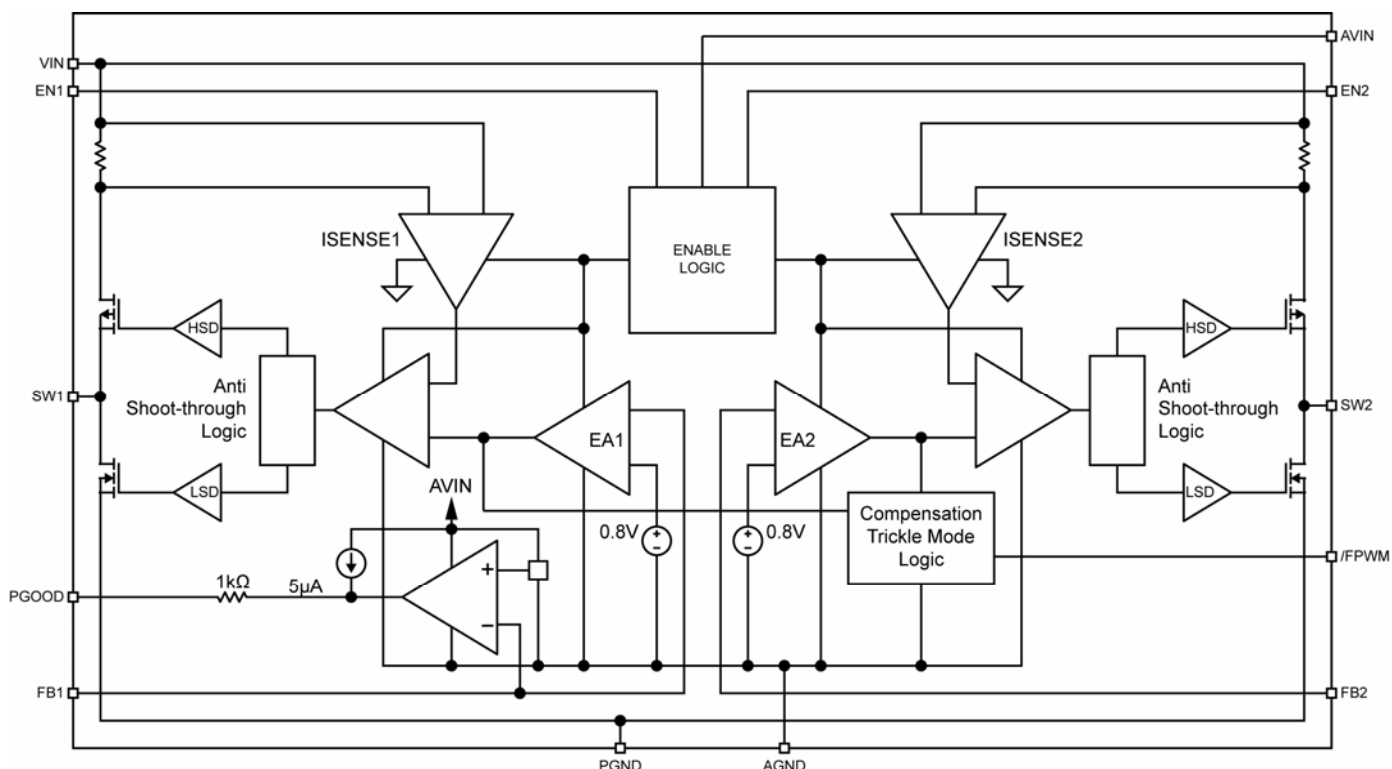 AVIN
VIN
EN1
EN2
ISENSE1
ENABLE
LOGIC
ISENSE2
HSD
HSD
Anti
Shoot-through
Logic
Anti
Shoot-through
Logic
SW1
SW2
EA1
EA2
LSD
LSD
AVIN
0.8V
+
−
+
−
0.8V
Compensation
Trickle Mode
Logic
/FPWM
+
−
1kΩ
5µA
PGOOD
FB1
FB2
PGND
AGND